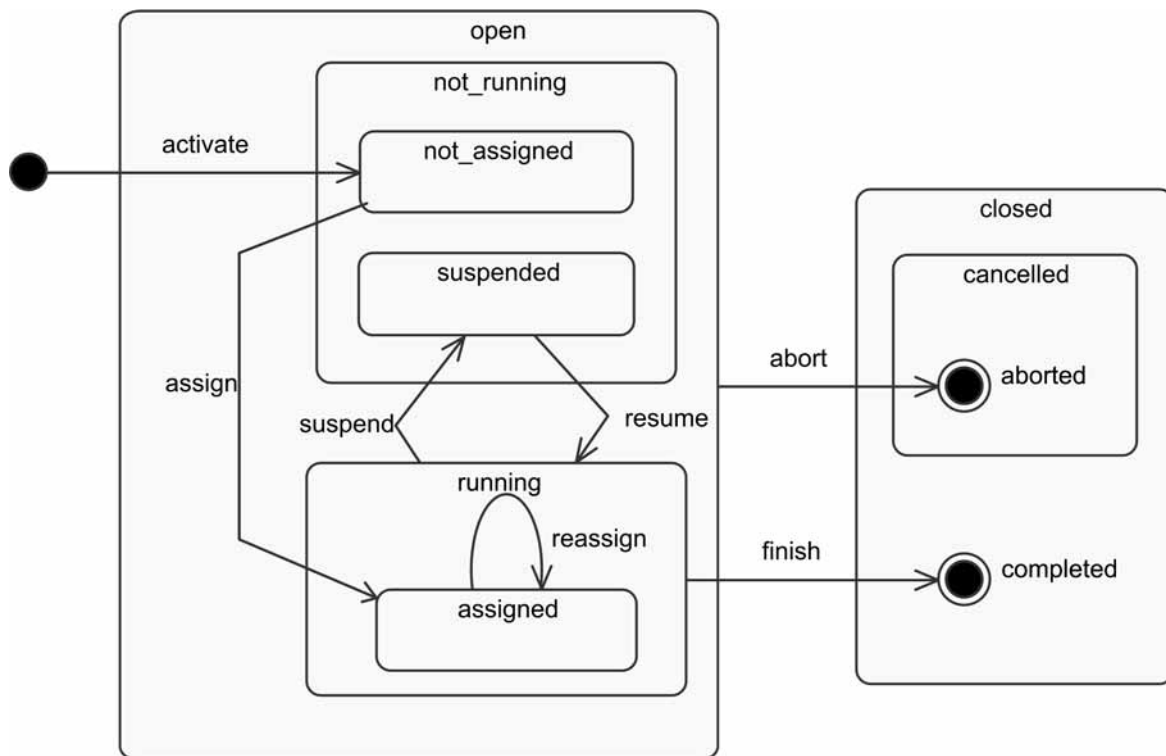 open
not_running
activate
not_assigned
closed
suspended
cancelled
abort
aborted
assign
suspend
resume
running
reassign
finish
completed
assigned